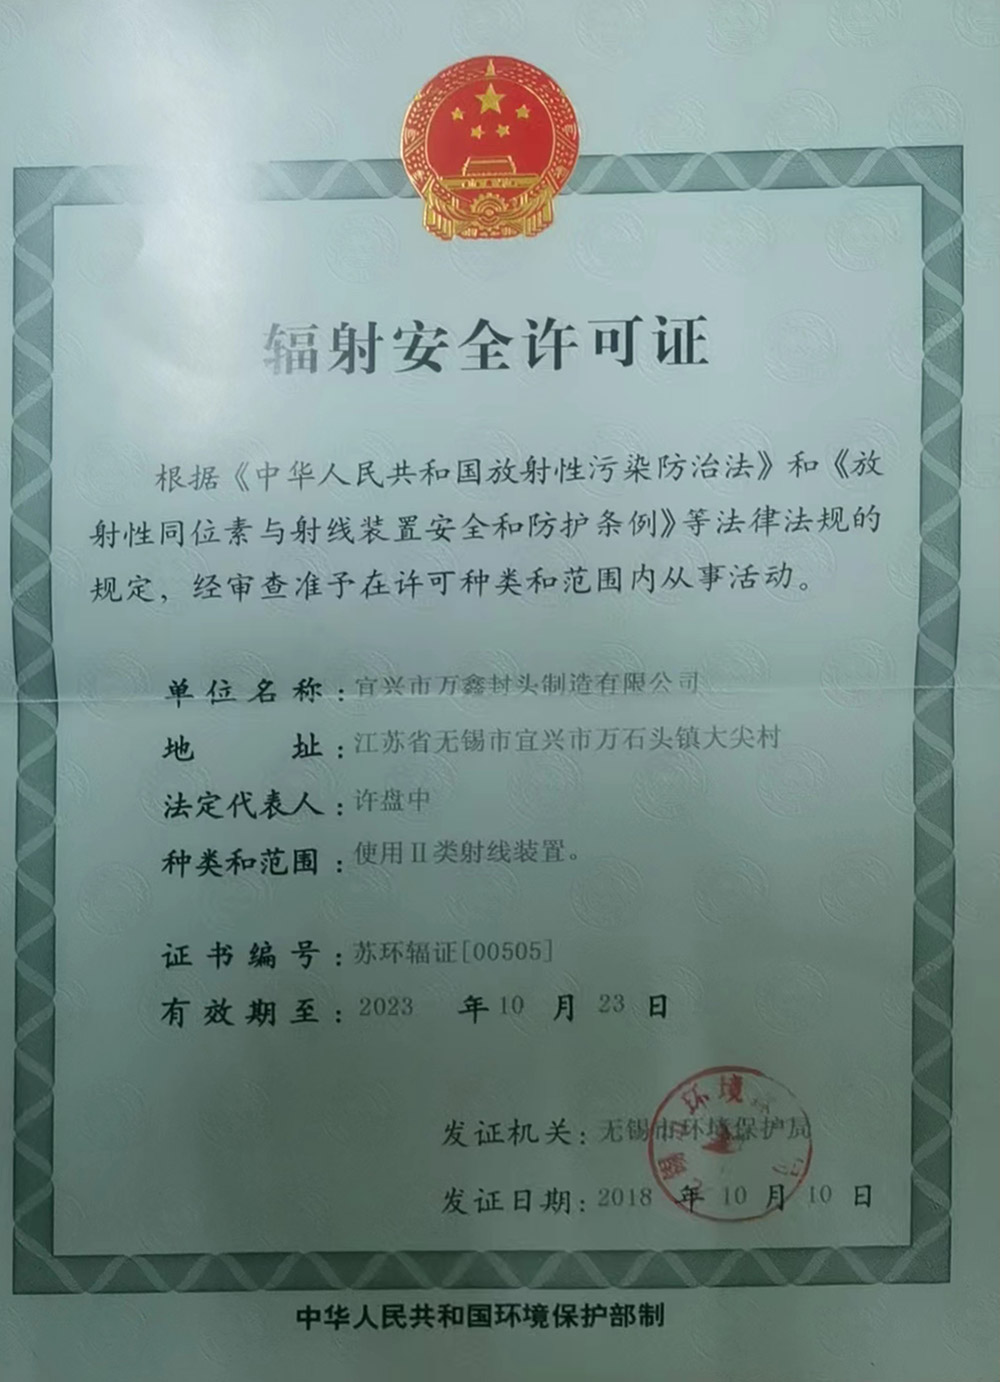 辐射安全许可证
根据《中华人民共和国放射性污染防治法》和《放
射性同位素与射线装置安全和防护条例》等法律法规的
规定，经审查准予在许可种类和范围内从事活动。
单位名称：宜兴市万鑫封头制造有限公司
地址：江苏省无锡市宜兴市万石头镇大尖村
法定代表人：许盘中
种类和范围：使用Ⅱ类射线装置。
证书编号：苏环辐证[00505]
有效期至：2023 年 10 月 23 日
发证机关：无锡市环境保护局
发证日期：2018 年 10 月 10 日
中华人民共和国环境保护部制